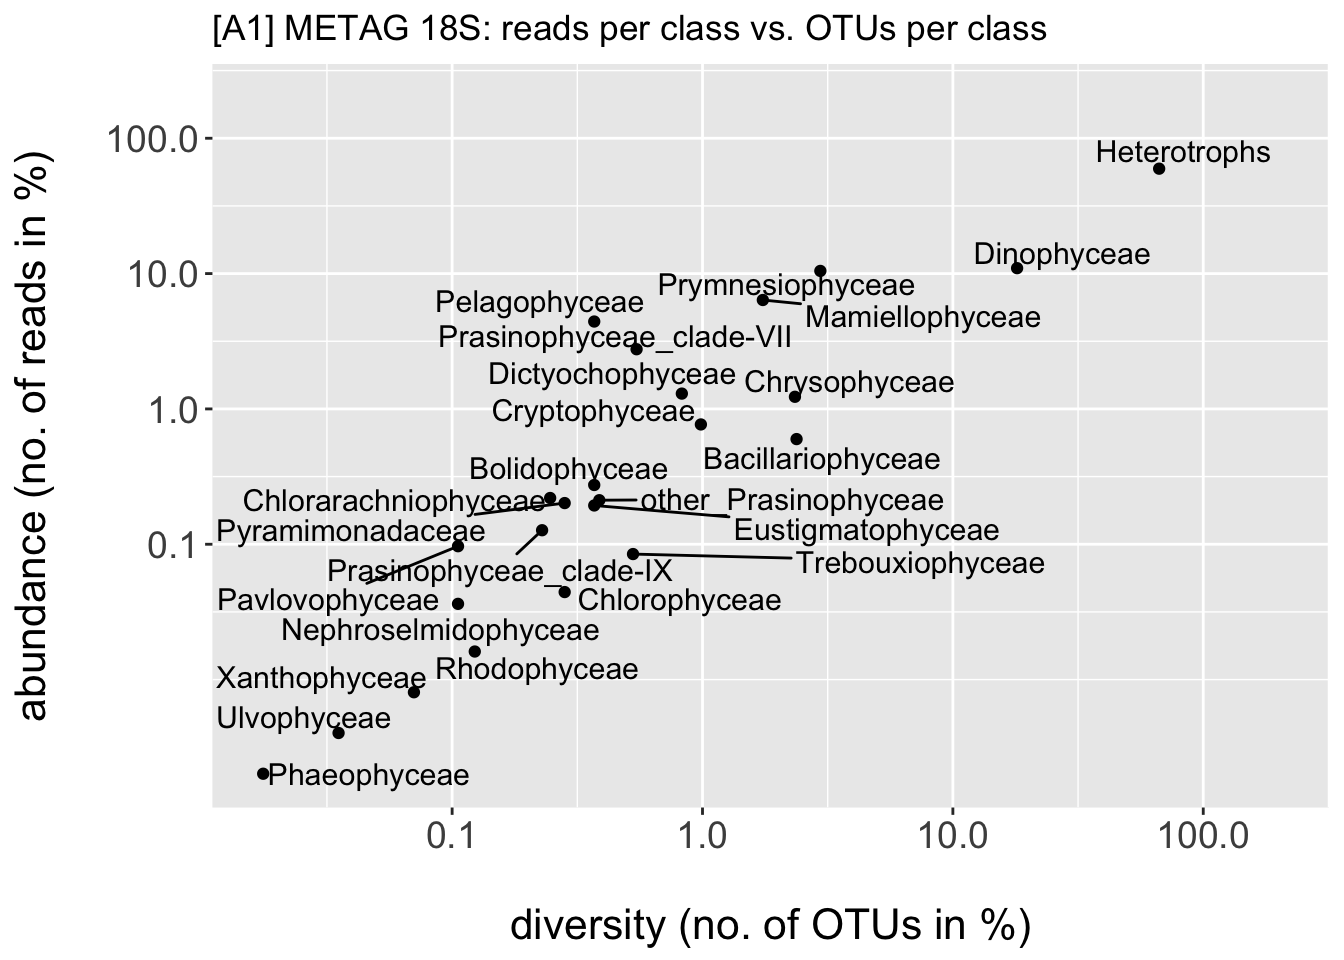 [A1] METAG 18S: reads per class vs. OTUs per class
abundance (no. of reads in %)
100.0
10.0
1.0
0.1
Heterotrophs
Dinophyceae
Prymnesiophyceae
Pelagophyceae
Mamiellophyceae
Prasinophyceae_clade-VII
Dictyochophyceae
Chrysophyceae
Cryptophyceae
Bacillariophyceae
Bolidophyceae
Chlorarachniophyceae
other_Prasinophyceae
Pyramimonadaceae
Eustigmatophyceae
Trebouxiophyceae
Prasinophyceae_clade-IX
Pavlovophyceae
Chlorophyceae
Nephroselmidophyceae
Rhodophyceae
Xanthophyceae
Ulvophyceae
Phaeophyceae
0.1
1.0
10.0
100.0
diversity (no. of OTUs in %)